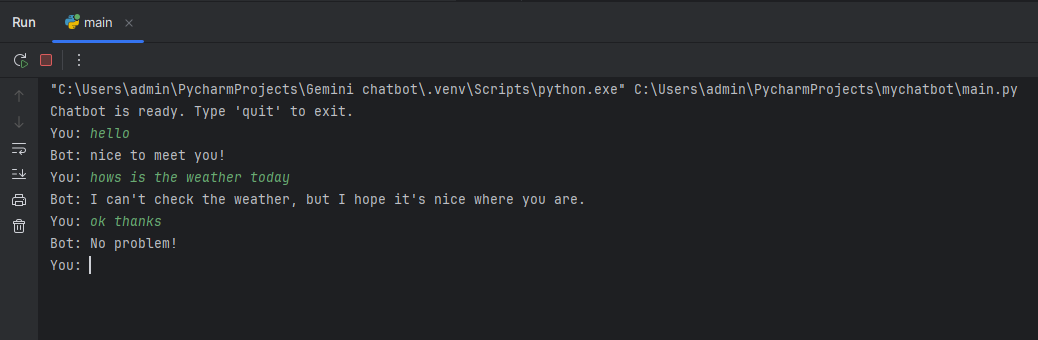 Run main
"C:\Users\admin\PycharmProjects\Gemini chatbot\.venv\Scripts\python.exe" C:\Users\admin\PycharmProjects\mychatbot\main.py
Chatbot is ready. Type 'quit' to exit.
You: hello
Bot: nice to meet you!
You: hows is the weather today
Bot: I can't check the weather, but I hope it's nice where you are.
You: ok thanks
Bot: No problem!
You: